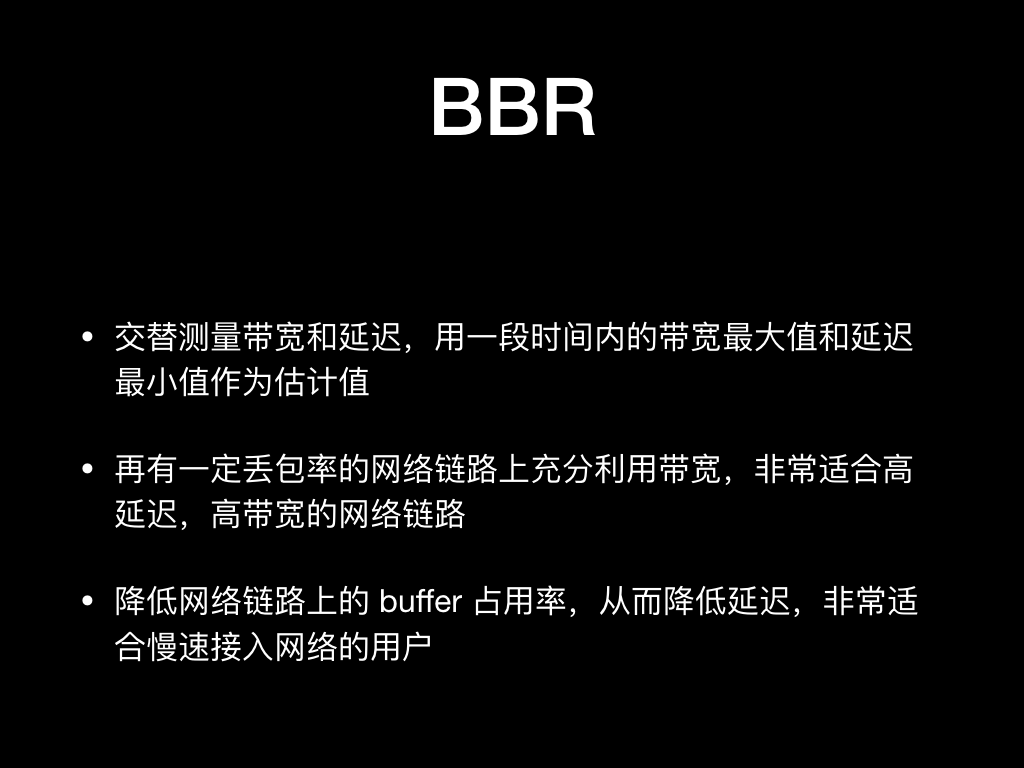 BBR
• 交替测量带宽和延迟，用一段时间内的带宽最大值和延迟
最小值作为估计值
• 再有一定丢包率的网络链路上充分利用带宽，非常适合高
延迟，高带宽的网络链路
• 降低网络链路上的 buffer 占用率，从而降低延迟，非常适
合慢速接入网络的用户